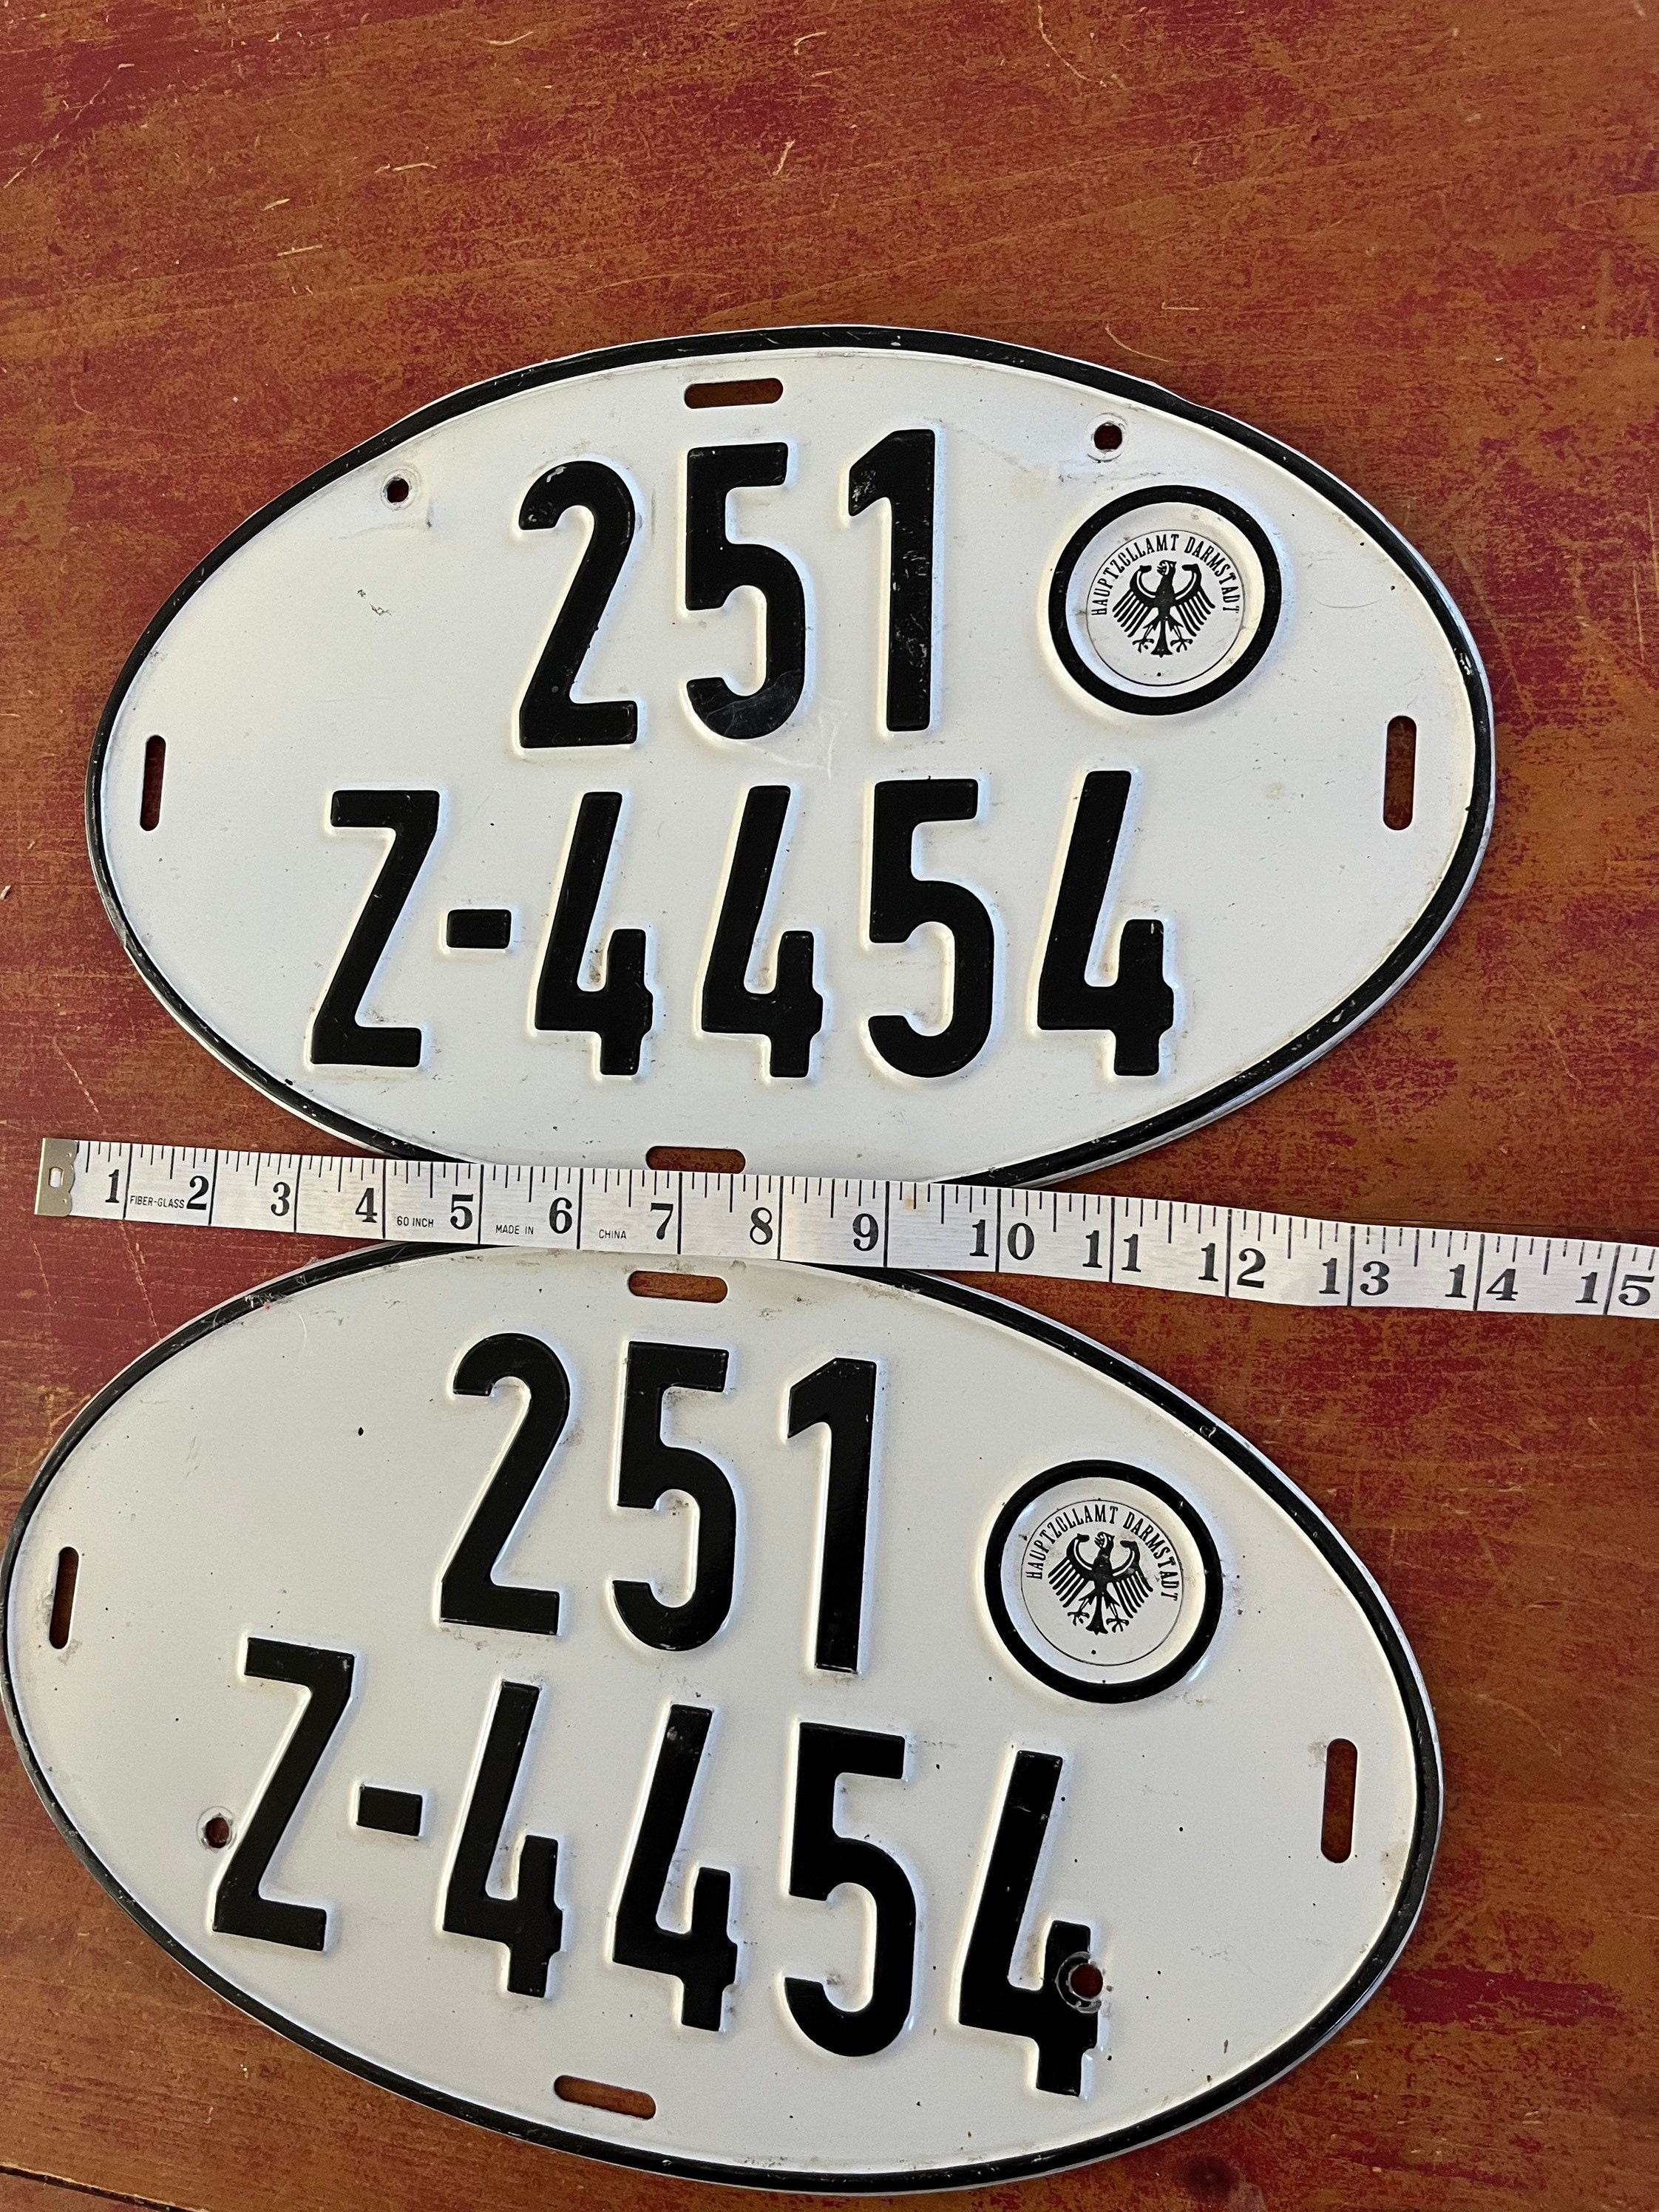 251
HAUPTZOLLAMT DARMSTADT
Z-4454
1 2 3 4 5 6 7 8 9 10 11 12 13 14 15
FIBER-GLASS 60 INCH MADE IN CHINA
251
HAUPTZOLLAMT DARMSTADT
Z-4454